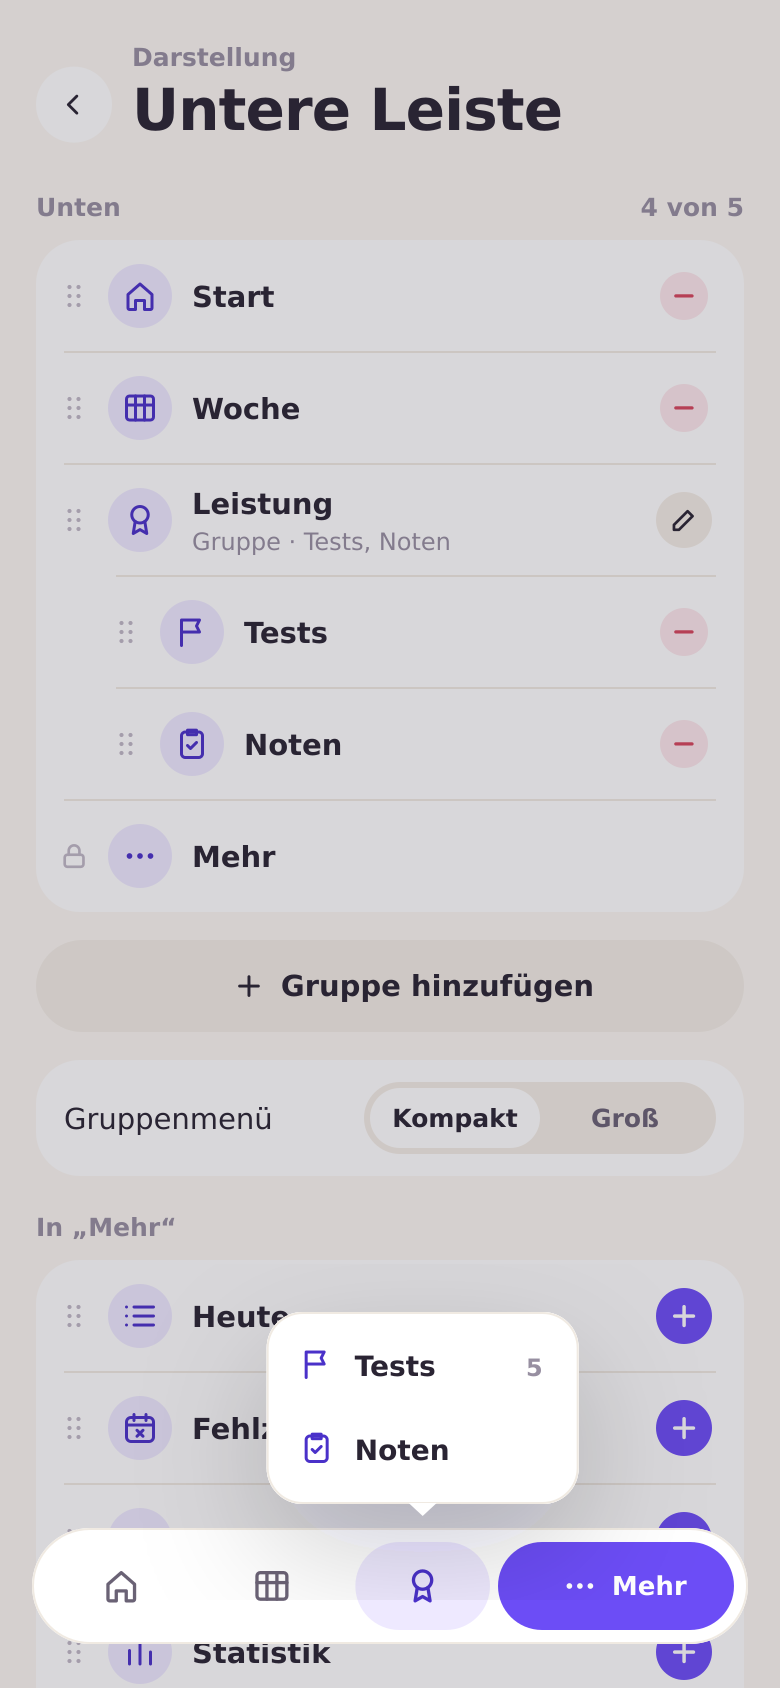 Darstellung
Untere Leiste
Unten
4 von 5
Start
Woche
Leistung
Gruppe · Tests, Noten
Tests
Noten
Mehr
Gruppe hinzufügen
Gruppenmenü
Kompakt
Groß
In „Mehr“
Heute
Tests
5
Noten
Mehr
Statistik